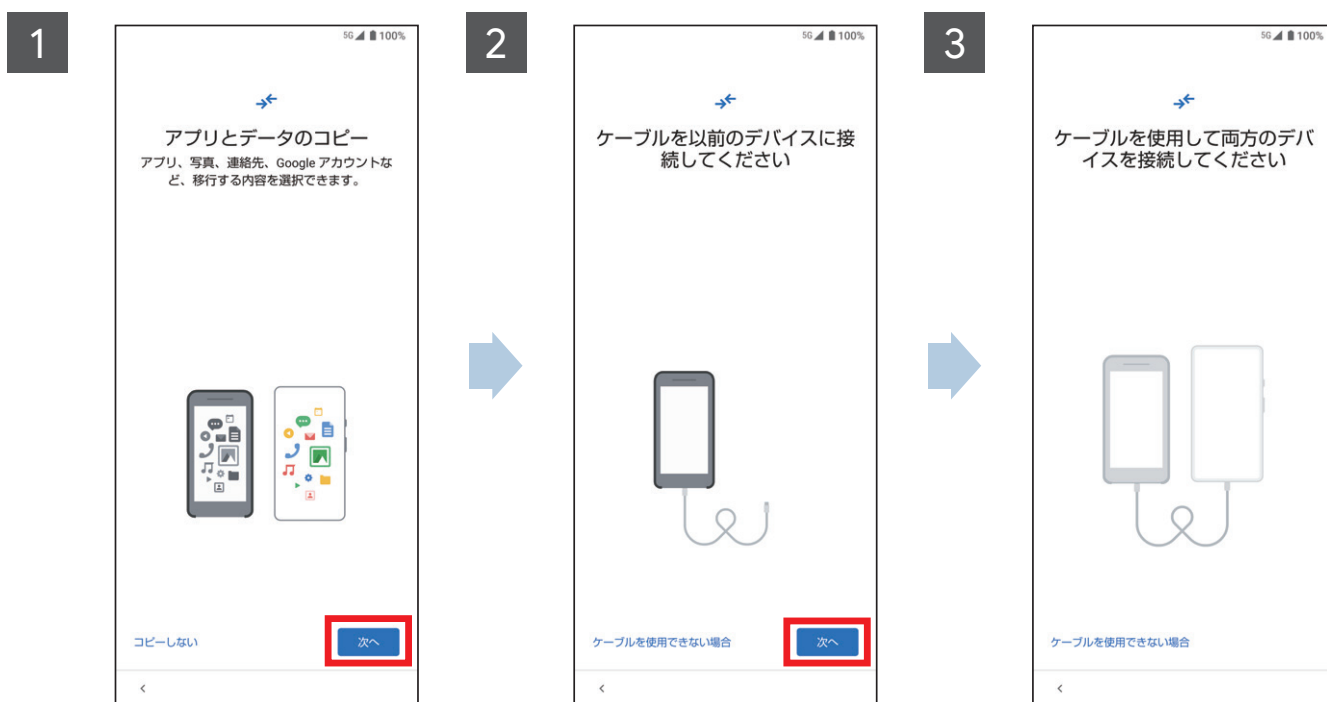 1
5G 100%
アプリとデータのコピー
アプリ、写真、連絡先、Google アカウントな
ど、移行する内容を選択できます。
コピーしない
次へ
2
5G 100%
ケーブルを以前のデバイスに接
続してください
ケーブルを使用できない場合
次へ
3
5G 100%
ケーブルを使用して両方のデバ
イスを接続してください
ケーブルを使用できない場合